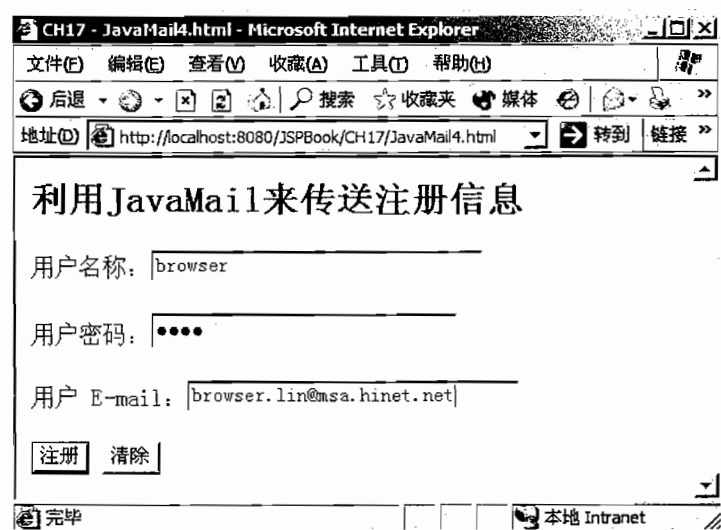 CH17 - JavaMail4.html - Microsoft Internet Explorer
文件(F) 编辑(E) 查看(V) 收藏(A) 工具(T) 帮助(H)
后退 搜索 收藏夹 媒体 »
地址(D) http://localhost:8080/JSPBook/CH17/JavaMail4.html 转到 链接 »
利用JavaMail来传送注册信息
用户名称：browser
用户密码：••••
用户 E-mail：browser.lin@msa.hinet.net
注册 清除
完毕 本地 Intranet